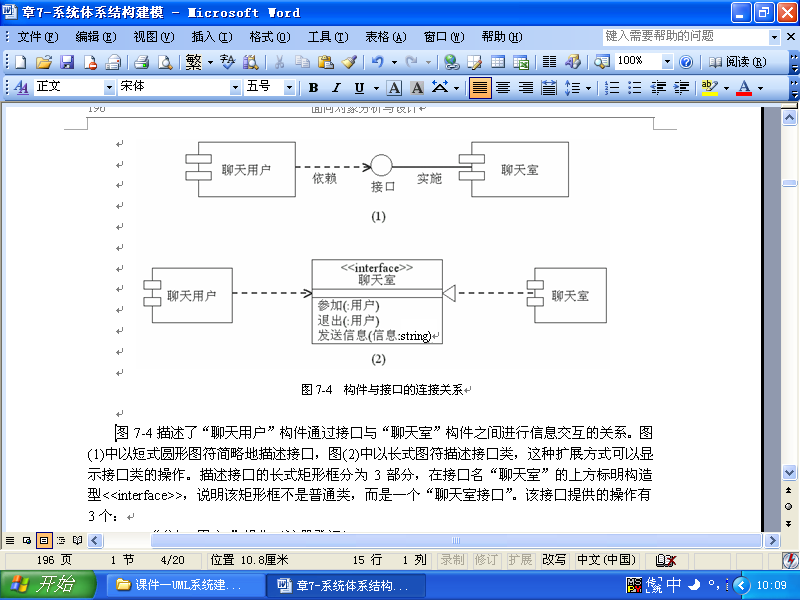 章7-系统体系结构建模 - Microsoft Word
文件(F) 编辑(E) 视图(V) 插入(I) 格式(O) 工具(T) 表格(A) 窗口(W) 帮助(H) 键入需要帮助的问题
繁 100% 阅读(R)
正文 宋体 五号 B I U A A A
196 面向对象分析与设计
聊天用户 依赖 接口 实施 聊天室
(1)
<<interface>>
聊天室
聊天用户 聊天室
参加(:用户)
退出(:用户)
发送信息(信息:string)
(2)
图 7-4 构件与接口的连接关系
图 7-4 描述了“聊天用户”构件通过接口与“聊天室”构件之间进行信息交互的关系。图
(1)中以短式圆形图符简略地描述接口，图(2)中以长式图符描述接口类，这种扩展方式可以显
示接口类的操作。描述接口的长式矩形框分为 3 部分，在接口名“聊天室”的上方标明构造
型<<interface>>，说明该矩形框不是普通类，而是一个“聊天室接口”。该接口提供的操作有
3 个：
196 页 1 节 4/20 位置 10.8厘米 15 行 1 列 录制 修订 扩展 改写 中文(中国)
开始 课件一UML系统建... 章7-系统体系结构... 中 10:09